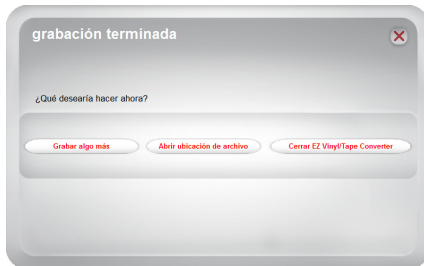 grabación terminada
¿Qué desearía hacer ahora?
Grabar algo más
Abrir ubicación de archivo
Cerrar EZ Vinyl/Tape Converter